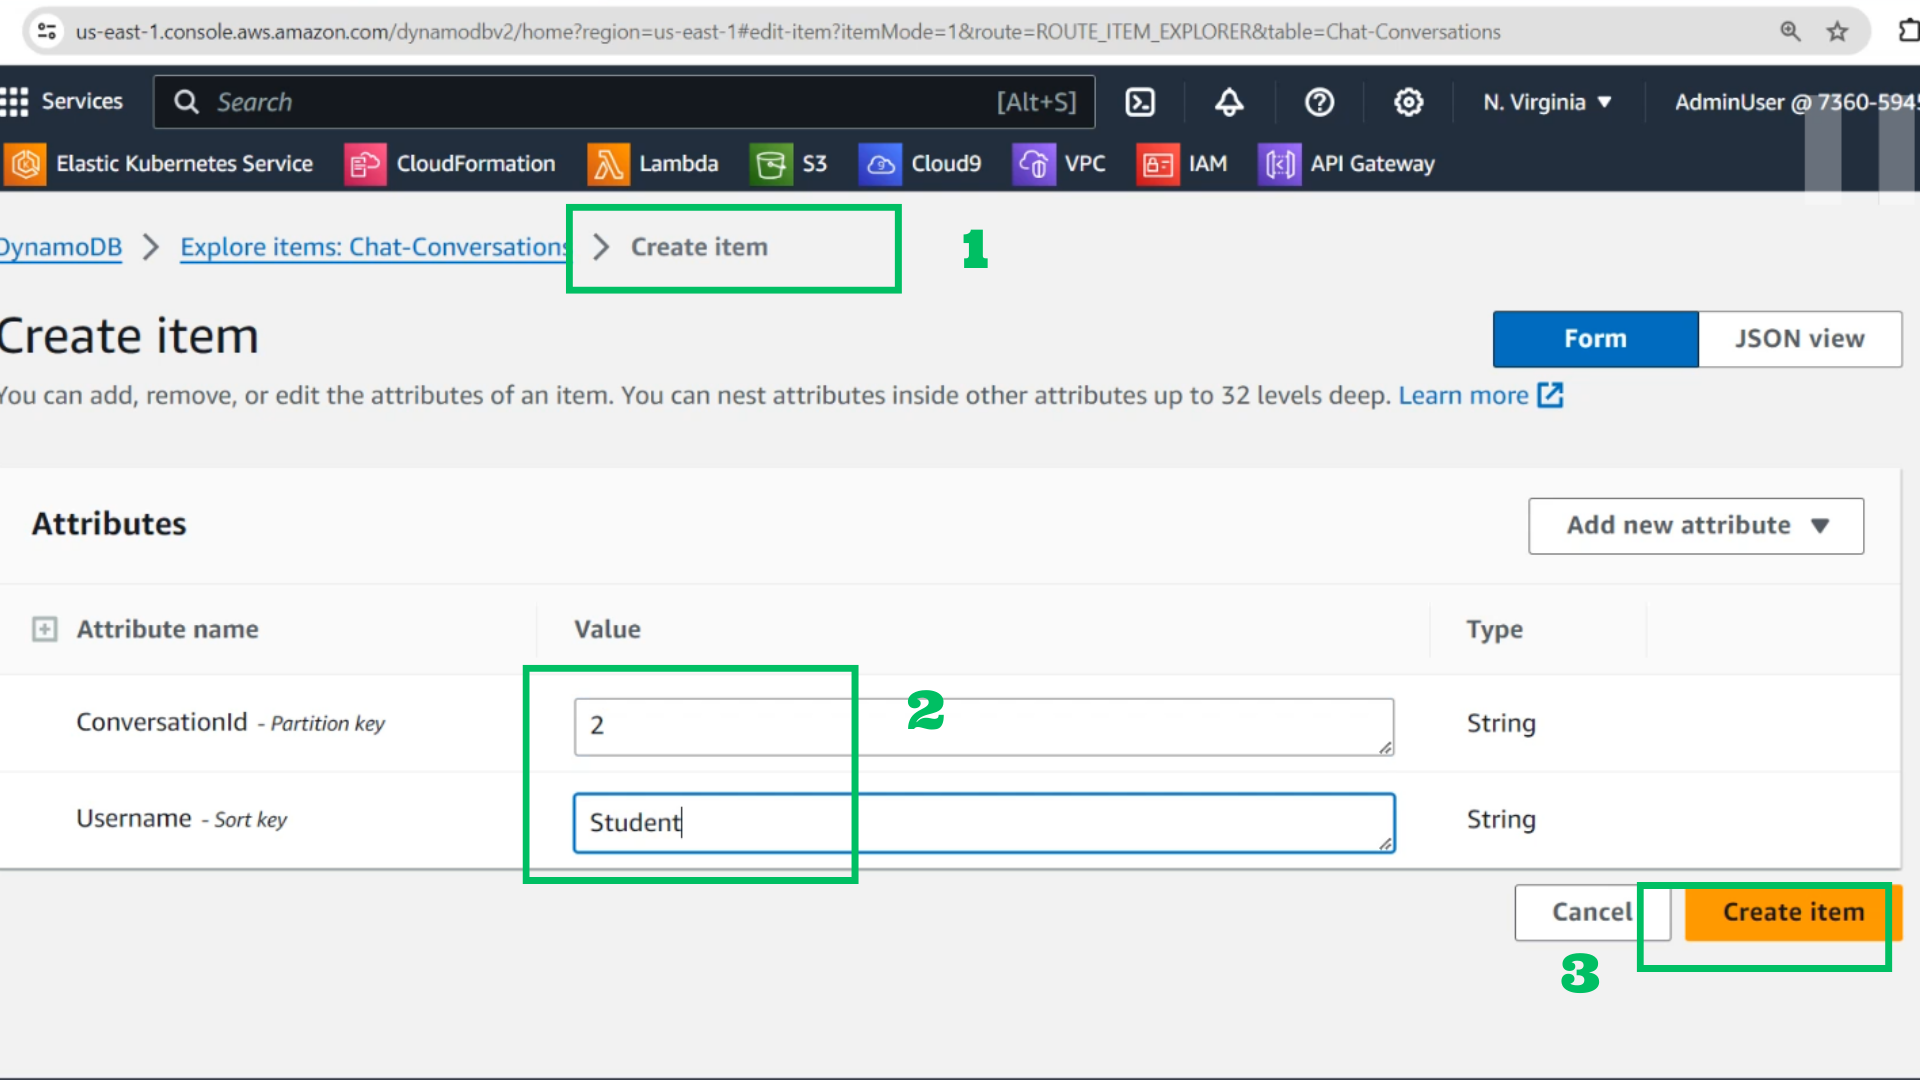 us-east-1.console.aws.amazon.com/dynamodbv2/home?region=us-east-1#edit-item?itemMode=1&route=ROUTE_ITEM_EXPLORER&table=Chat-Conversations
Services Search [Alt+S] N. Virginia ▼ AdminUser @ 7360-5945
Elastic Kubernetes Service CloudFormation Lambda S3 Cloud9 VPC IAM API Gateway
DynamoDB > Explore items: Chat-Conversations > Create item 1
Create item Form JSON view
You can add, remove, or edit the attributes of an item. You can nest attributes inside other attributes up to 32 levels deep. Learn more
Attributes Add new attribute ▼
Attribute name Value Type
ConversationId - Partition key 2 2 String
Username - Sort key Student String
Cancel Create item
3